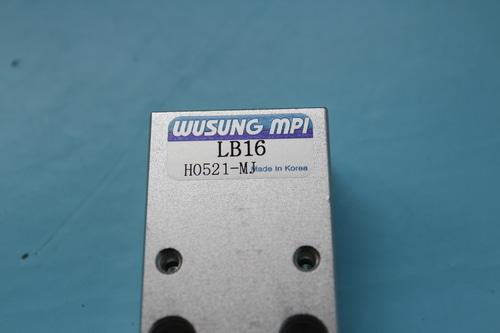 WUSUNG MPI
LB16
H0521-MJ Made In Korea